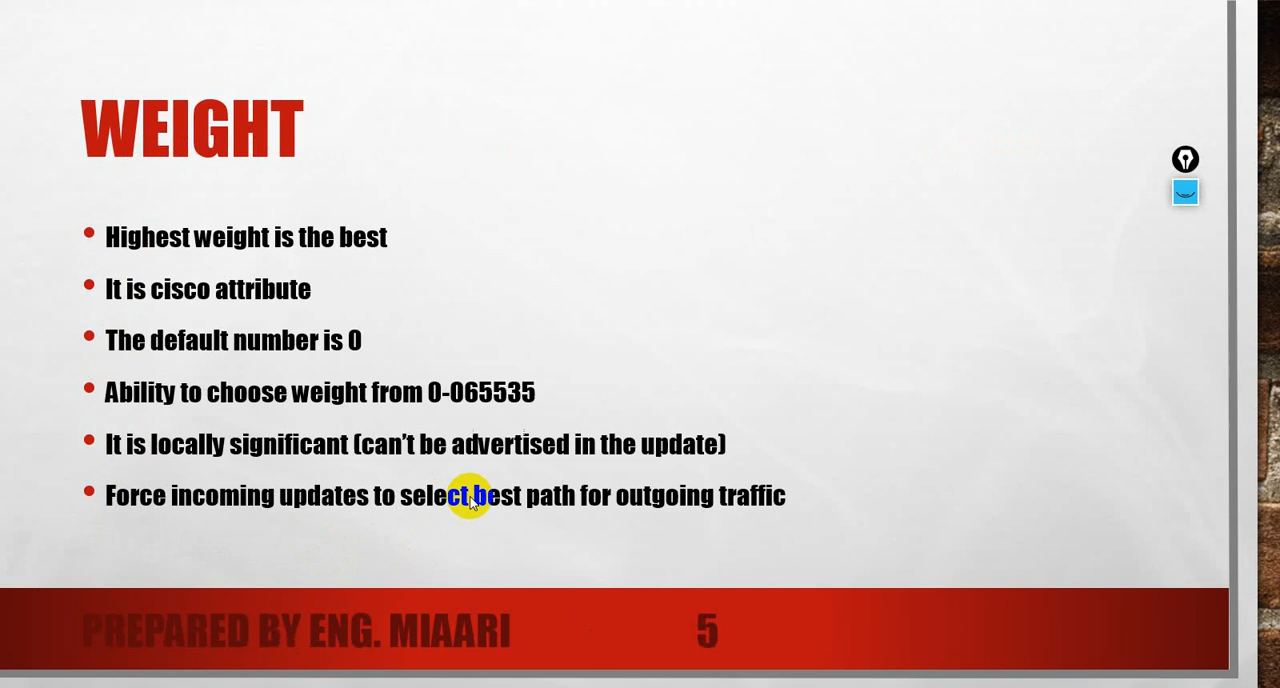 WEIGHT
Highest weight is the best
It is cisco attribute
The default number is 0
Ability to choose weight from 0-065535
It is locally significant (can't be advertised in the update)
Force incoming updates to select best path for outgoing traffic
PREPARED BY ENG. MIAARI 5